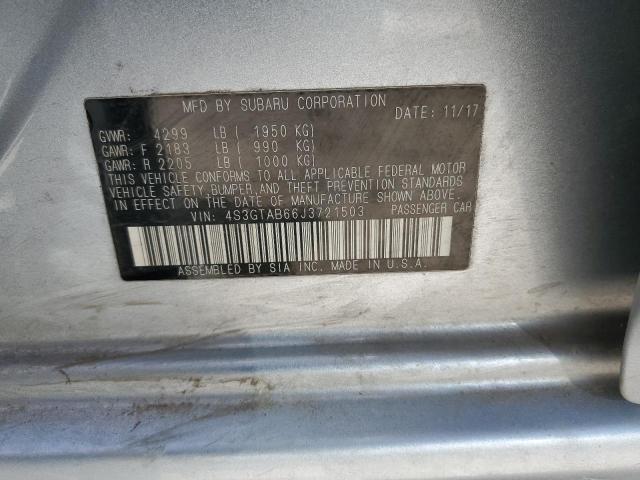 MFD BY SUBARU CORPORATION DATE: 11/17
GVWR: 4299 LB ( 1950 KG)
GAWR: F 2183 LB ( 990 KG)
GAWR: R 2205 LB ( 1000 KG)
THIS VEHICLE CONFORMS TO ALL APPLICABLE FEDERAL MOTOR
VEHICLE SAFETY,BUMPER,AND THEFT PREVENTION STANDARDS
IN EFFECT ON THE DATE OF MANUFACTURE SHOWN ABOVE.
VIN: 4S3GTAB66J3721503 PASSENGER CAR
ASSEMBLED BY SIA INC. MADE IN U.S.A.